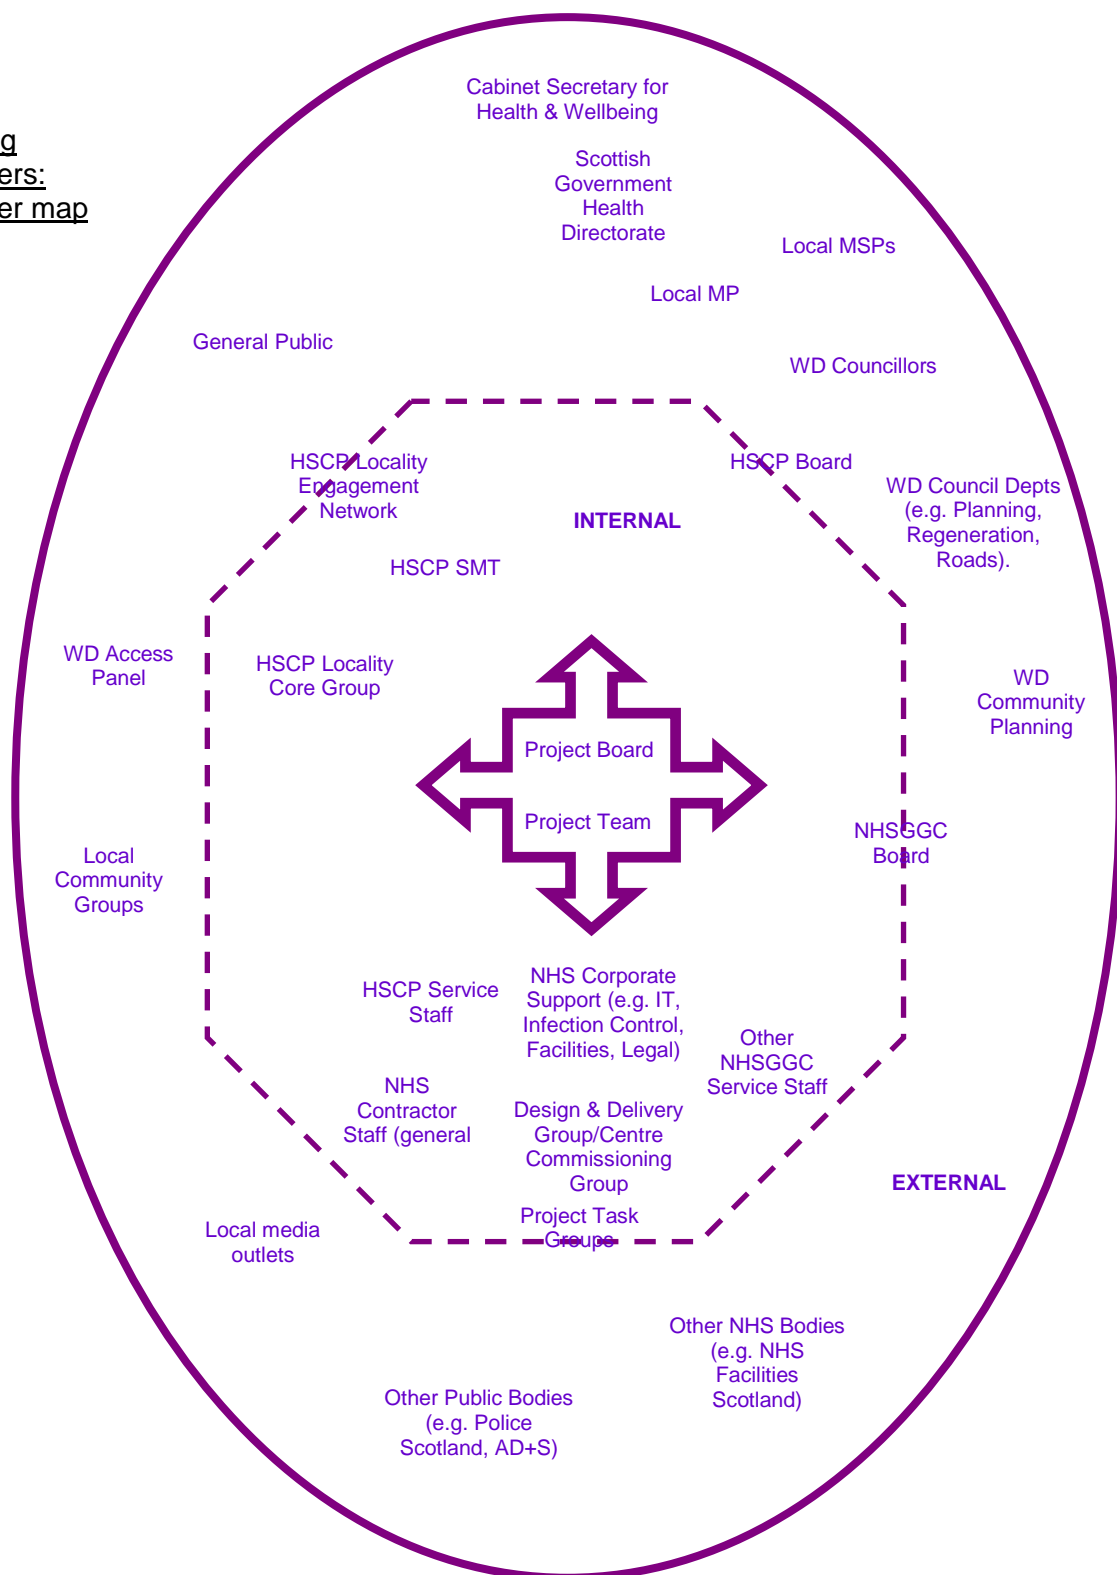 g
ers:
er map
Cabinet Secretary for
Health & Wellbeing
Scottish
Government
Health
Directorate
Local MSPs
Local MP
General Public
WD Councillors
HSCP Locality
Engagement
Network
HSCP Board
WD Council Depts
(e.g. Planning,
Regeneration,
Roads).
INTERNAL
HSCP SMT
WD Access
Panel
HSCP Locality
Core Group
WD
Community
Planning
Project Board
Project Team
NHSGGC
Board
Local
Community
Groups
HSCP Service
Staff
NHS Corporate
Support (e.g. IT,
Infection Control,
Facilities, Legal)
Other
NHSGGC
Service Staff
NHS
Contractor
Staff (general
Design & Delivery
Group/Centre
Commissioning
Group
EXTERNAL
Project Task
Groups
Local media
outlets
Other NHS Bodies
(e.g. NHS
Facilities
Scotland)
Other Public Bodies
(e.g. Police
Scotland, AD+S)